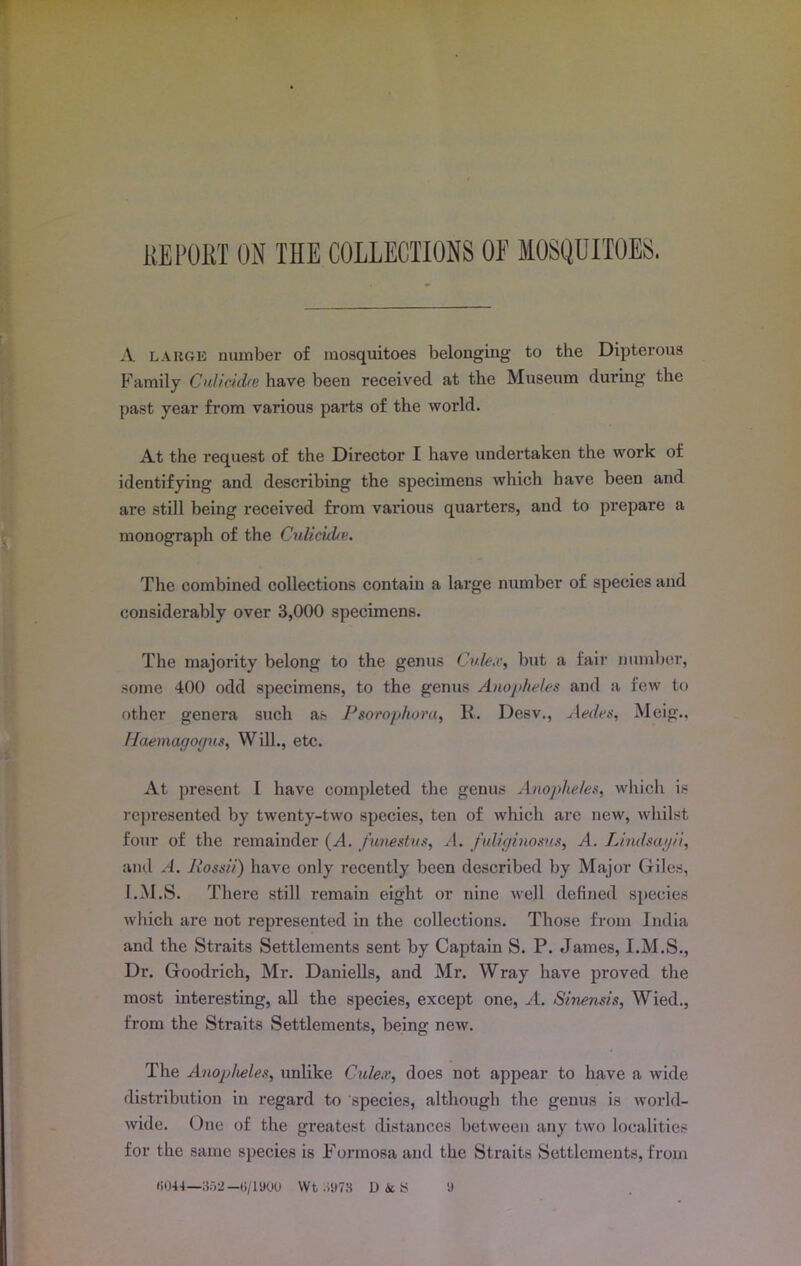 REPORT ON THE COLLECTIONS OF MOSQUITOES.
A LARGE number of mosquitoes belonging to the Dipterous
Family Culicidæ have been received at the Museum during the
past year from various parts of the world.
At the request of the Director I have undertaken the work of
identifying and describing the specimens which have been and
are still being received from various quarters, and to prepare a
monograph of the Culicidæ.
The combined collections contain a large number of species and
considerably over 3,000 specimens.
The majority belong to the genus Culex, but a fair number,
some 400 odd specimens, to the genus Anopheles and a few to
other genera such as Psorophora, R. Desv., Aedes, Meig.,
Haemagogus, Will., etc.
At present I have completed the genus Anopheles, which is
represented by twenty-two species, ten of which are new, whilst
four of the remainder (A. funestus, A. fuliginosus, A. Lindsayii,
and A. Rossii) have only recently been described by Major Giles,
I.M.S. There still remain eight or nine well defined species
which are not represented in the collections. Those from India
and the Straits Settlements sent by Captain S. P. James, I.M.S.,
Dr. Goodrich, Mr. Daniells, and Mr. Wray have proved the
most interesting, all the species, except one, A. Sinensis, Wied.,
from the Straits Settlements, being new.
The Anopheles, unlike Culex, does not appear to have a wide
distribution in regard to species, although the genus is world-
wide. One of the greatest distances between any two localities
for the same species is Formosa and the Straits Settlements, from
6044—352—6/1900 Wt 3973 D & S 9